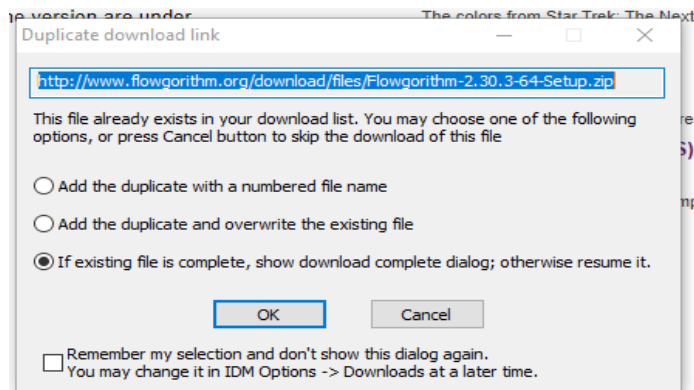 version are under
The colors from Star Trek: The Next
Duplicate download link
http://www.flowgorithm.org/download/files/Flowgorithm-2.30.3-64-Setup.zip
This file already exists in your download list. You may choose one of the following
options, or press Cancel button to skip the download of this file
Add the duplicate with a numbered file name
Add the duplicate and overwrite the existing file
If existing file is complete, show download complete dialog; otherwise resume it.
OK
Cancel
Remember my selection and don't show this dialog again.
You may change it in IDM Options -> Downloads at a later time.